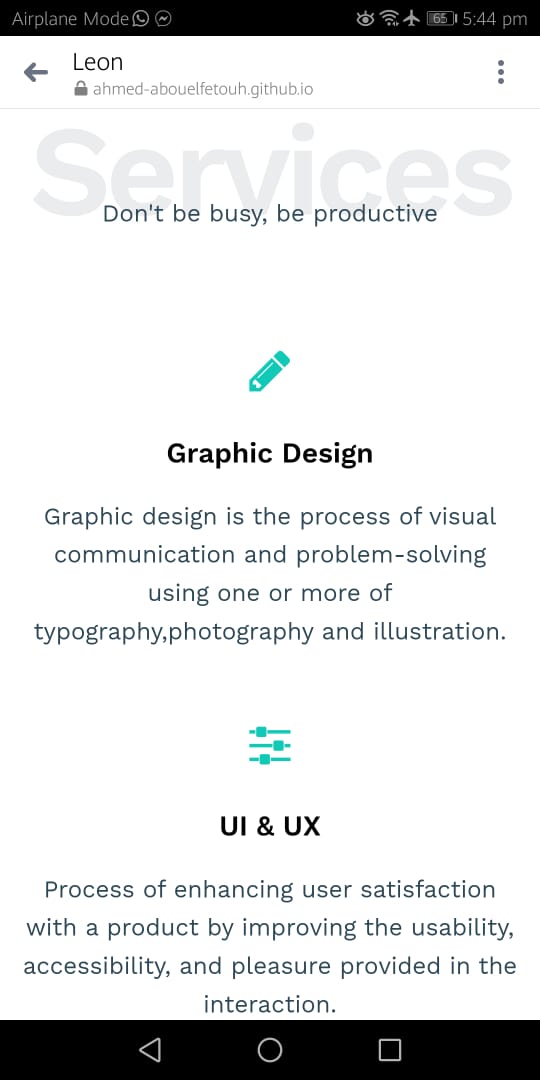 Airplane Mode 65 5:44 pm
Leon
ahmed-abouelfetouh.github.io
Services
Don't be busy, be productive
Graphic Design
Graphic design is the process of visual
communication and problem-solving
using one or more of
typography,photography and illustration.
UI & UX
Process of enhancing user satisfaction
with a product by improving the usability,
accessibility, and pleasure provided in the
interaction.